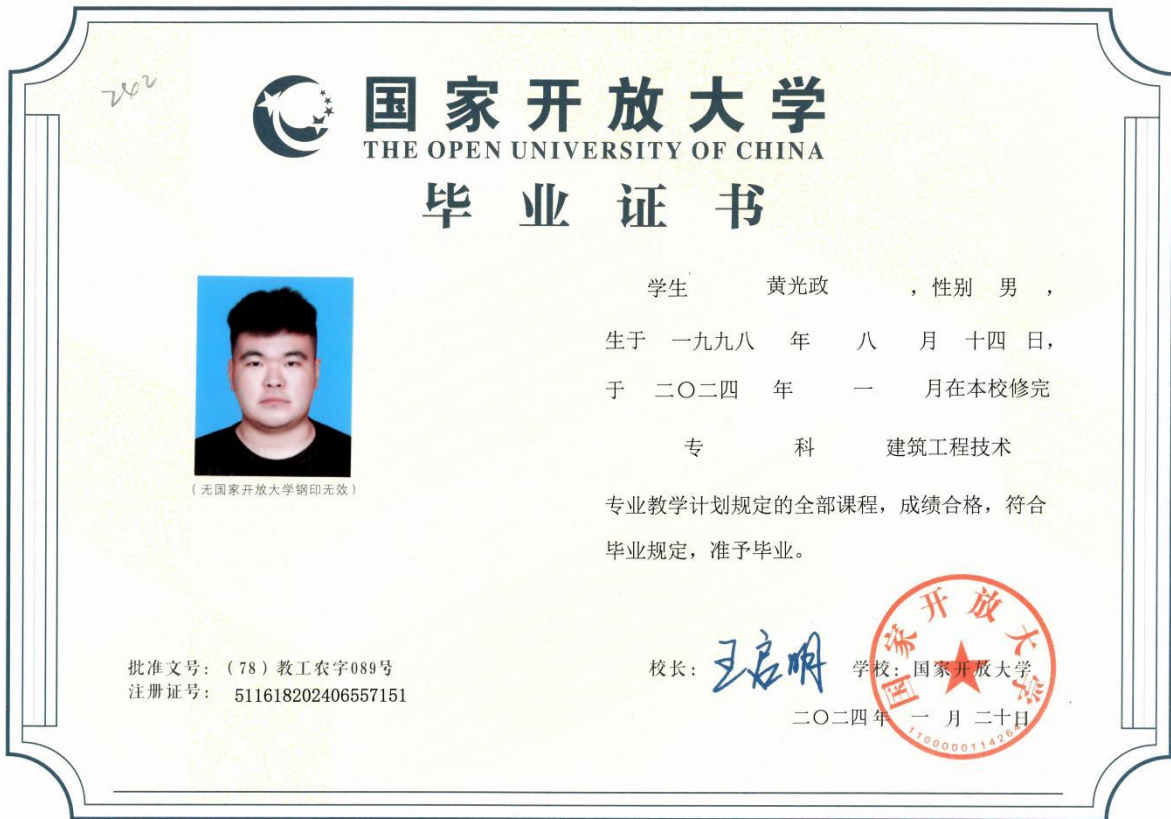 242
国家开放大学
THE OPEN UNIVERSITY OF CHINA
毕业证书
学生 黄光政 ，性别 男 ，
生于 一九九八 年 八 月 十四 日，
于 二〇二四 年 一 月在本校修完
专 科 建筑工程技术
专业教学计划规定的全部课程，成绩合格，符合
毕业规定，准予毕业。
（无国家开放大学钢印无效）
批准文号：（78）教工农字089号
注册证号： 511618202406557151
校长： 王启明 学校：国家开放大学
二〇二四年 一 月 二十日
国家开放大学